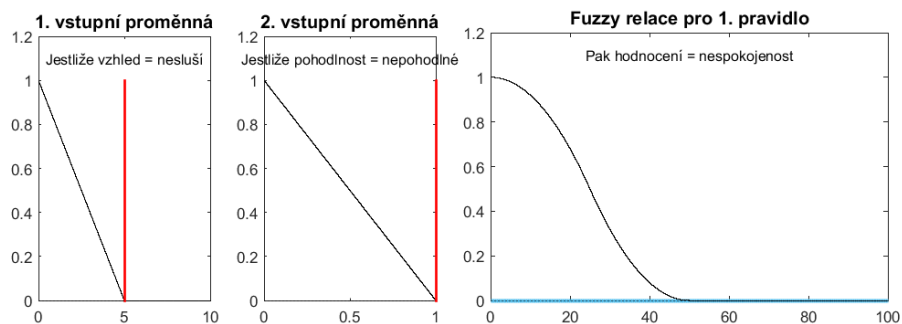 1. vstupní proměnná
2. vstupní proměnná
Fuzzy relace pro 1. pravidlo
Jestliže vzhled = nesluší
Jestliže pohodlnost = nepohodlné
Pak hodnocení = nespokojenost
1.2
1
0.8
0.6
0.4
0.2
0
0 5 10
1.2
1
0.8
0.6
0.4
0.2
0
0 0.5 1
1.2
1
0.8
0.6
0.4
0.2
0
0 20 40 60 80 100